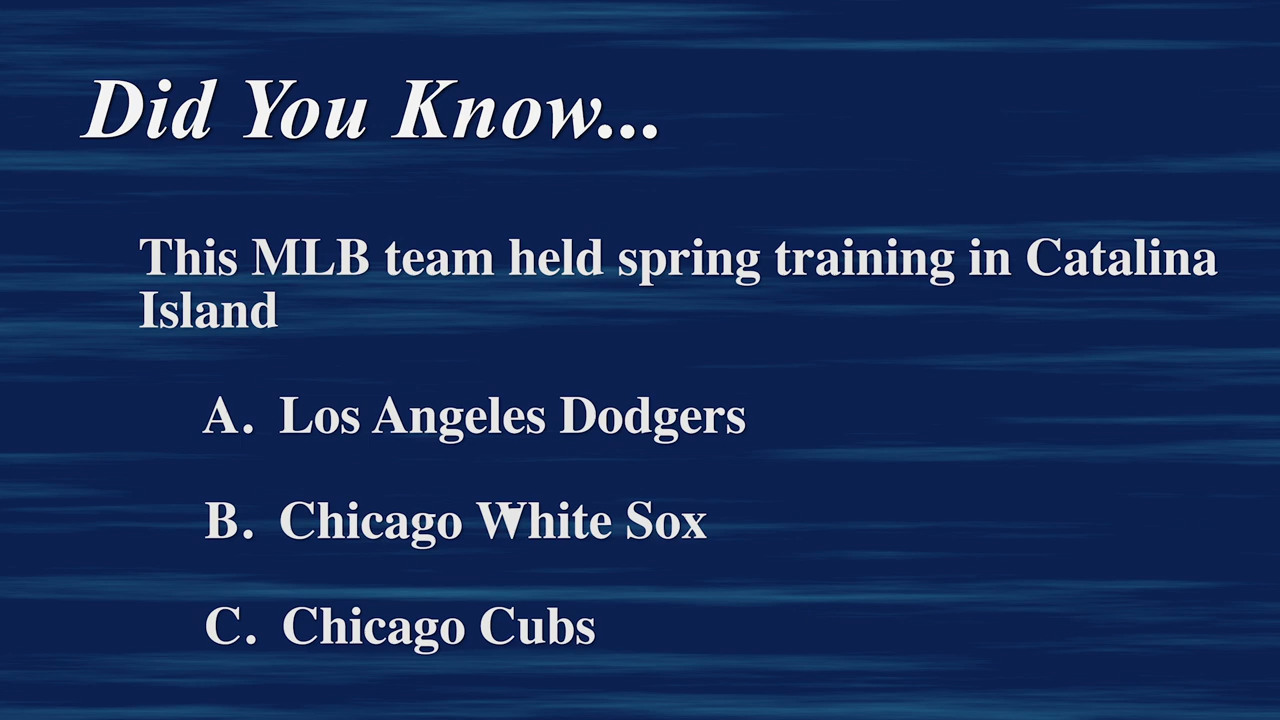 Did You Know...
This MLB team held spring training in Catalina
Island
A. Los Angeles Dodgers
B. Chicago White Sox
C. Chicago Cubs